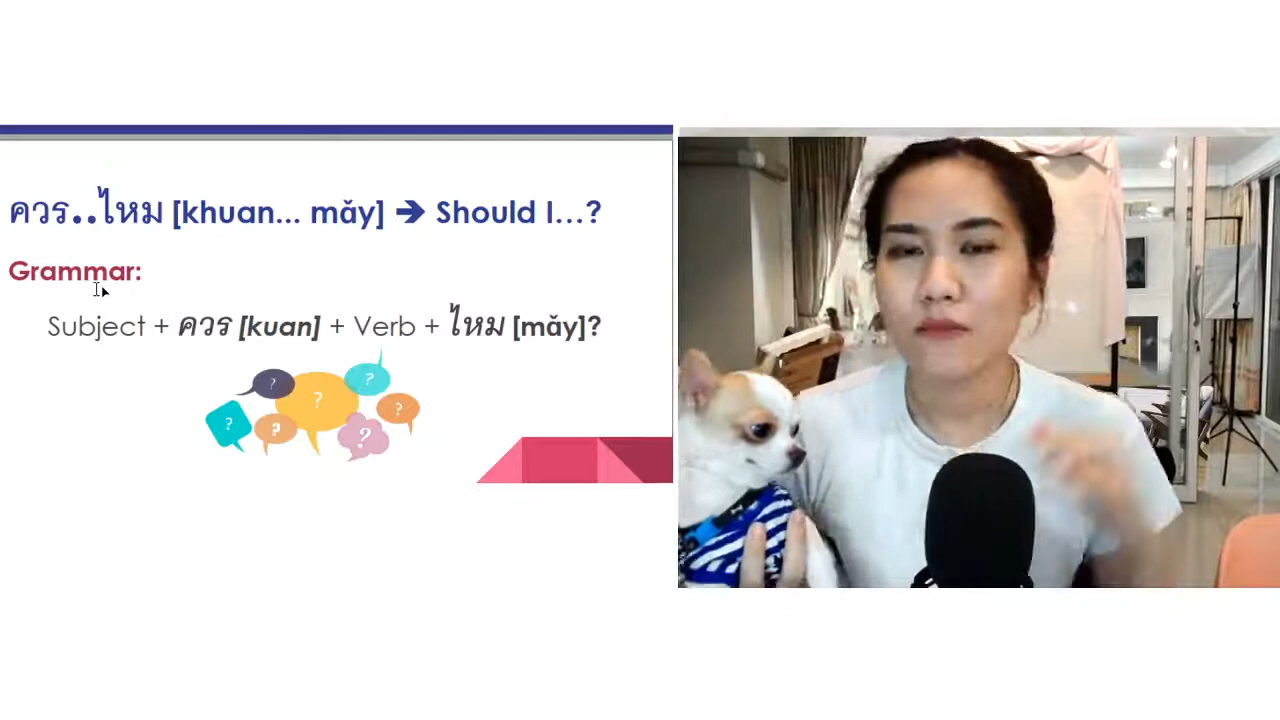 ควร..ไหม [khuan... mǎy] ➔ Should I...?
Grammar:
Subject + ควร [kuan] + Verb + ไหม [mǎy]?
? ? ?
? ? ? ?